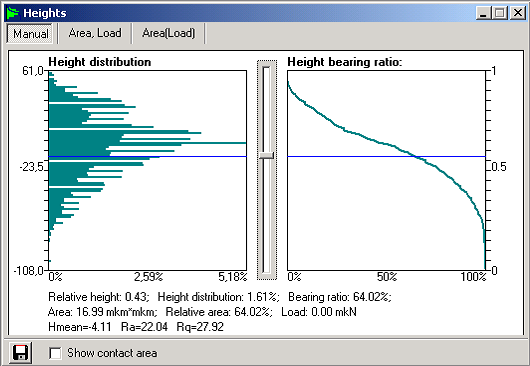 Heights
Manual Area, Load Area(Load)
Height distribution Height bearing ratio:
61,0 1
-23,5 0.5
-108,0 0
0% 2,59% 5,18% 0% 50% 100%
Relative height: 0.43; Height distribution: 1.61%; Bearing ratio: 64.02%;
Area: 16.99 mkm*mkm; Relative area: 64.02%; Load: 0.00 mkN
Hmean=-4.11 Ra=22.04 Rq=27.92
Show contact area